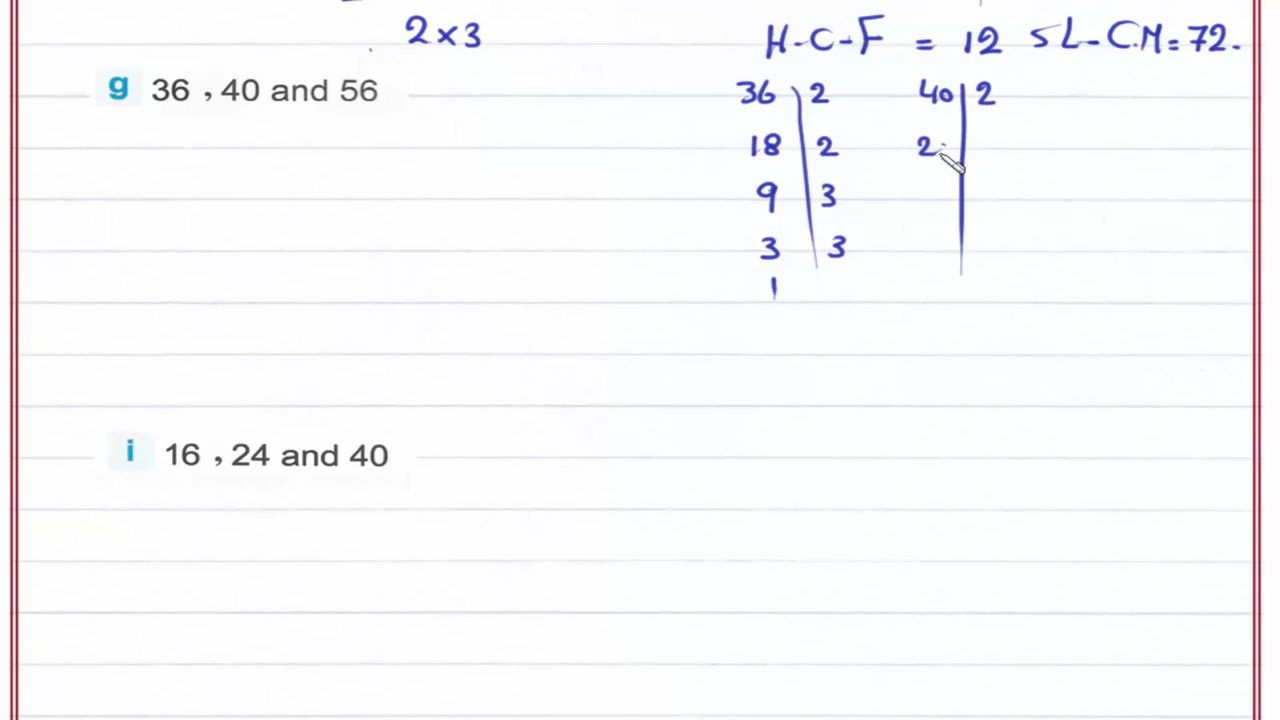 2×3
H-C-F = 12 , L-C.M = 72.
g 36 , 40 and 56
36 2 40 2
18 2 2
9 3
3 3
1
i 16 , 24 and 40